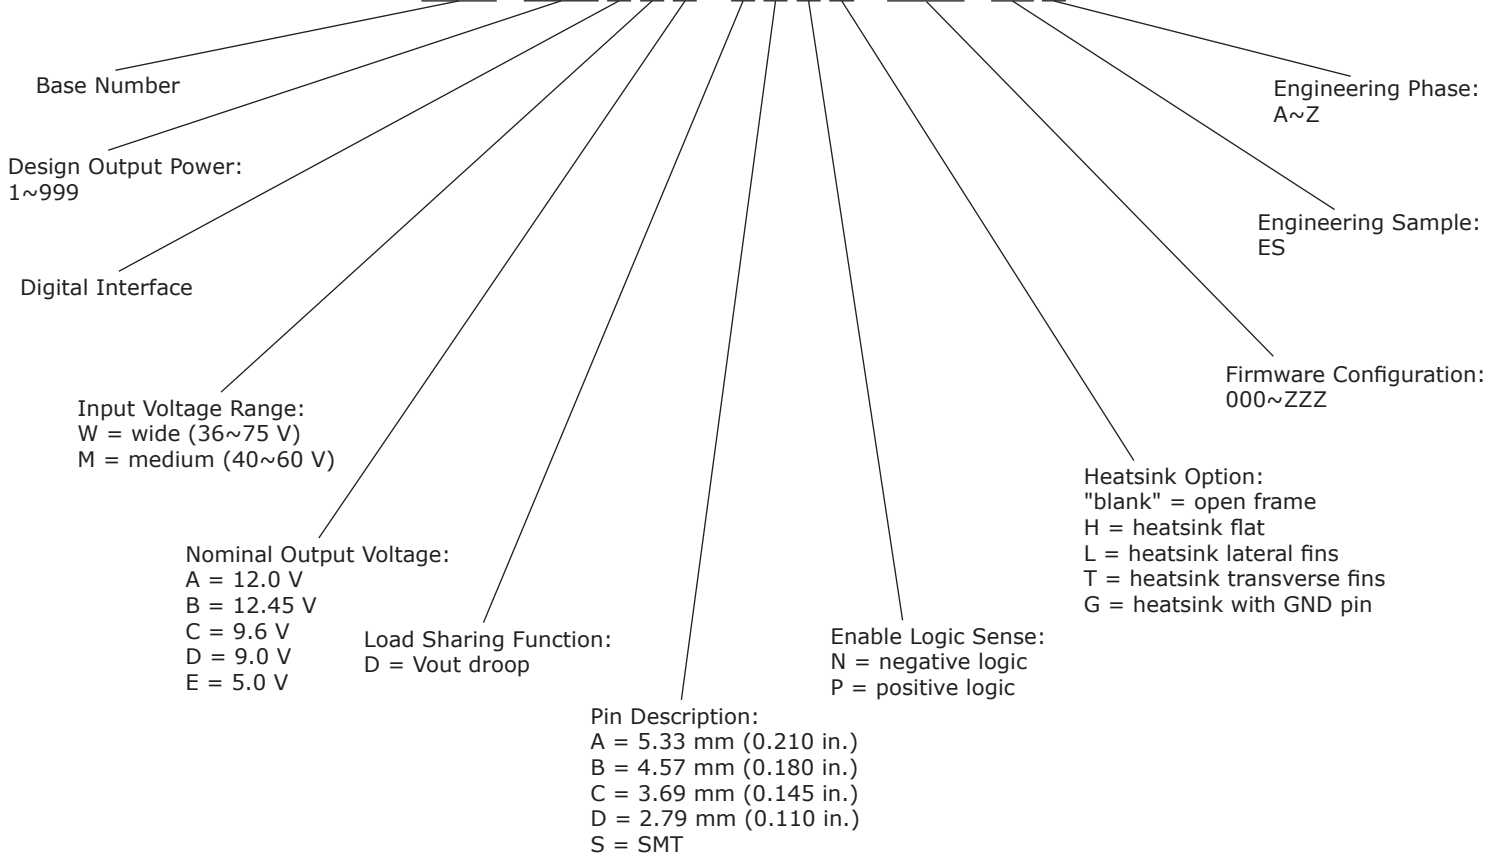 Base Number
Engineering Phase:
A~Z
Design Output Power:
1~999
Engineering Sample:
ES
Digital Interface
Firmware Configuration:
000~ZZZ
Input Voltage Range:
W = wide (36~75 V)
M = medium (40~60 V)
Heatsink Option:
"blank" = open frame
H = heatsink flat
L = heatsink lateral fins
T = heatsink transverse fins
G = heatsink with GND pin
Nominal Output Voltage:
A = 12.0 V
B = 12.45 V
C = 9.6 V
D = 9.0 V
E = 5.0 V
Load Sharing Function:
D = Vout droop
Enable Logic Sense:
N = negative logic
P = positive logic
Pin Description:
A = 5.33 mm (0.210 in.)
B = 4.57 mm (0.180 in.)
C = 3.69 mm (0.145 in.)
D = 2.79 mm (0.110 in.)
S = SMT